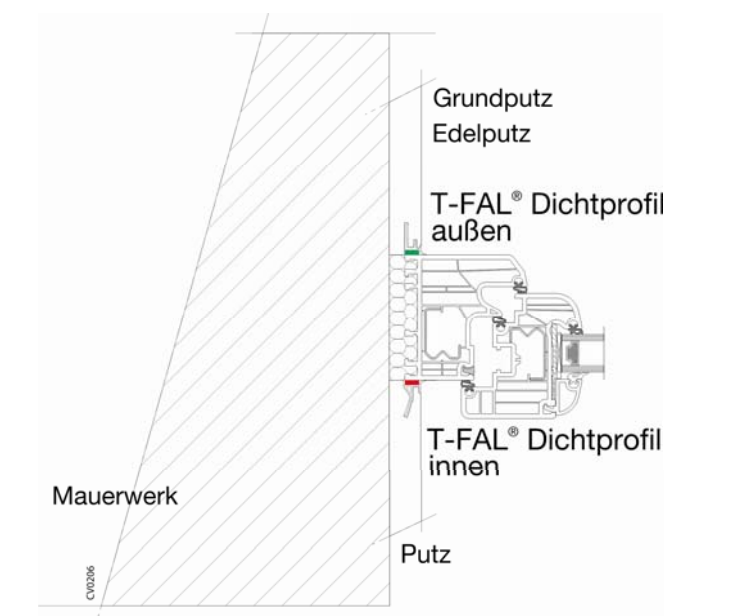 Grundputz
Edelputz
T-FAL® Dichtprofil
außen
T-FAL® Dichtprofil
innen
Mauerwerk
Putz
CV0206